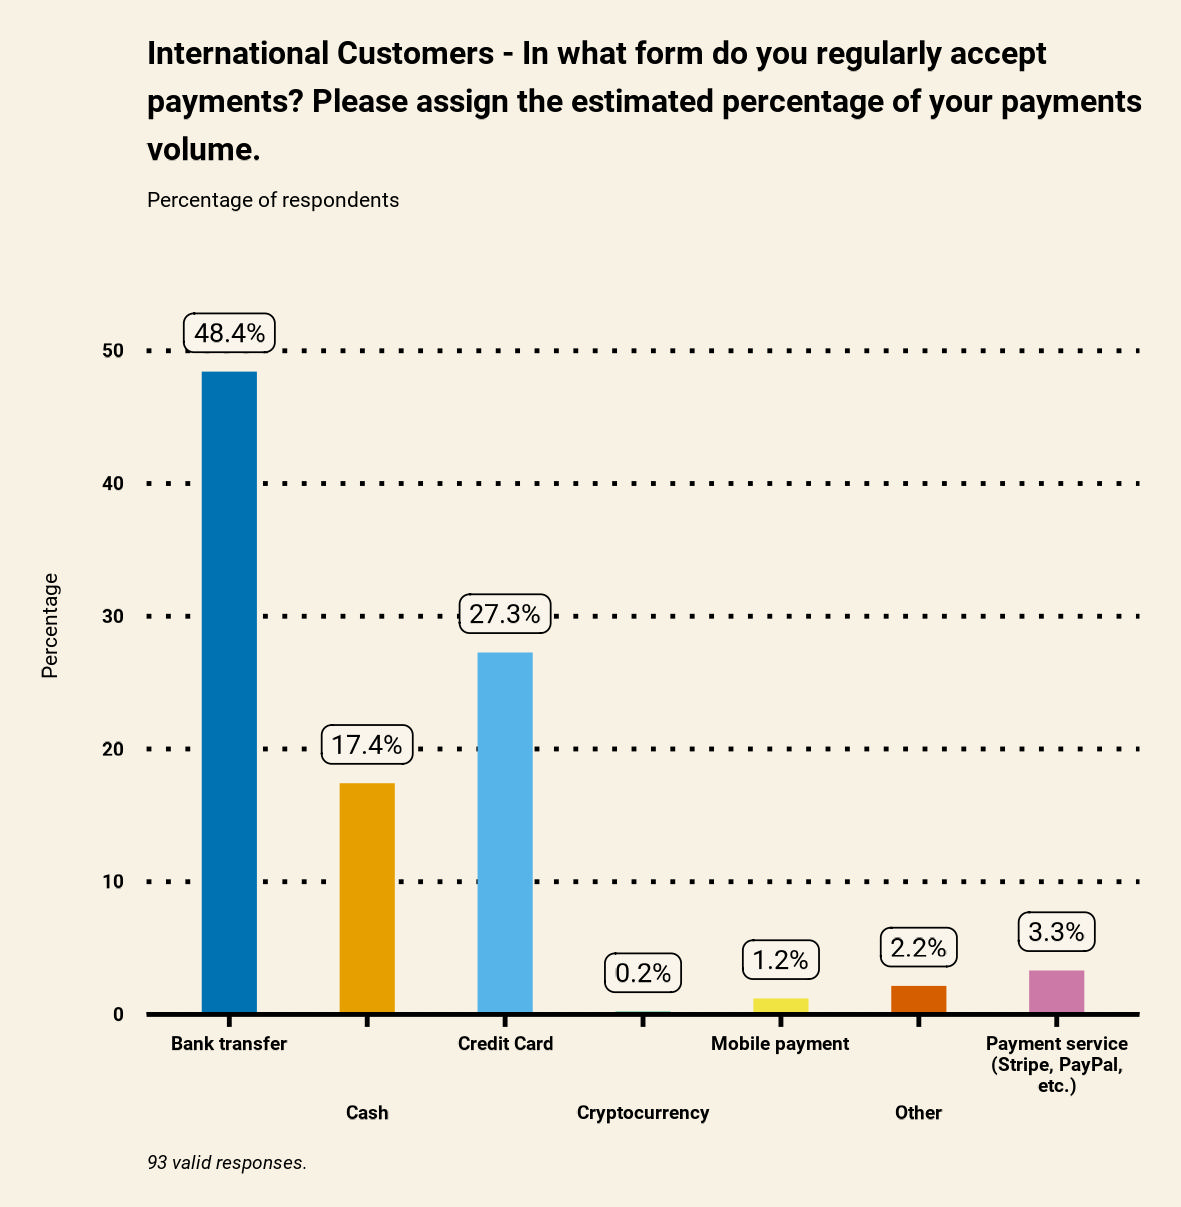 International Customers - In what form do you regularly accept
payments? Please assign the estimated percentage of your payments
volume.
Percentage of respondents
48.4%
50
40
Percentage
30
27.3%
20
17.4%
10
3.3%
2.2%
1.2%
0.2%
0
Bank transfer
Credit Card
Mobile payment
Payment service
(Stripe, PayPal,
etc.)
Cash
Cryptocurrency
Other
93 valid responses.